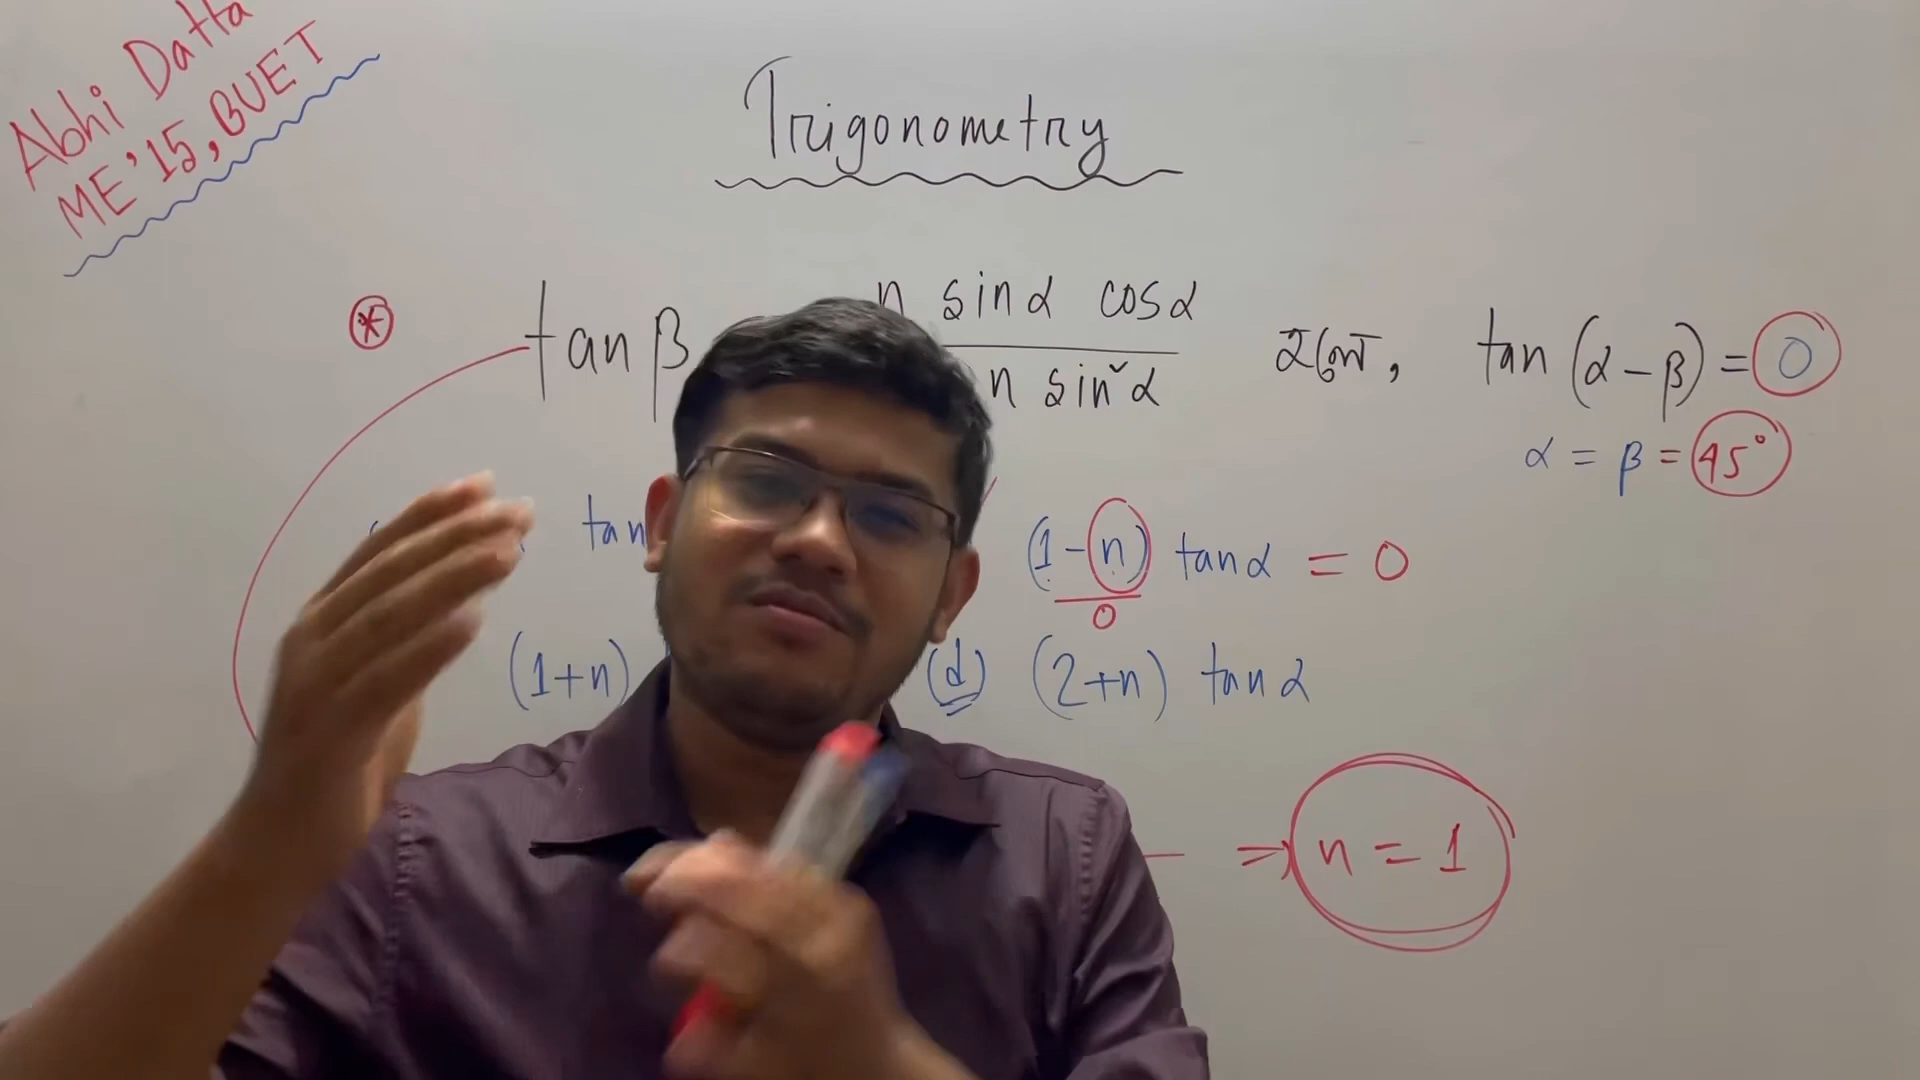 Abhi Datta
ME'15, BUET
Trigonometry
⊛ tan β n sin α cos α হলে, tan (α - β) = 0
n sin² α
α = β = 45°
tan (1 - n) tan α = 0
0
(1+n) (d) (2+n) tan α
=> n = 1